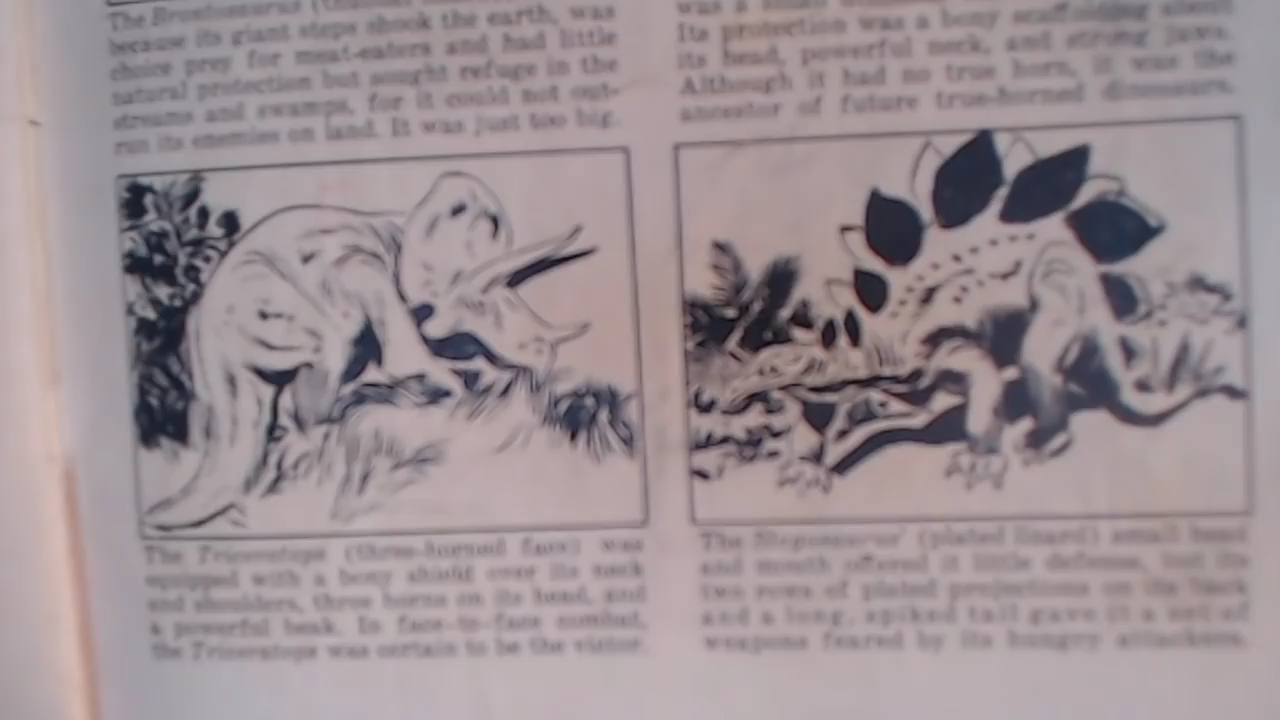 The Brontosaurus (thunder
because its giant steps shook the earth, was
choice prey for meat-eaters and had little
natural protection but sought refuge in the
streams and swamps, for it could not out-
run its enemies on land. It was just too big.
was a small
Its protection was a bony scaffolding about
its head, powerful neck, and strong jaws.
Although it had no true horn, it was the
ancestor of future true-horned dinosaurs.
The Triceratops (three-horned face) was
equipped with a bony shield over its neck
and shoulders, three horns on its head, and
a powerful beak. In face-to-face combat,
the Triceratops was certain to be the victor.
The Stegosaurus' (plated lizard) small head
and mouth offered it little defense, but its
two rows of plated projections on its back
and a long, spiked tail gave it a set of
weapons feared by its hungry attackers.